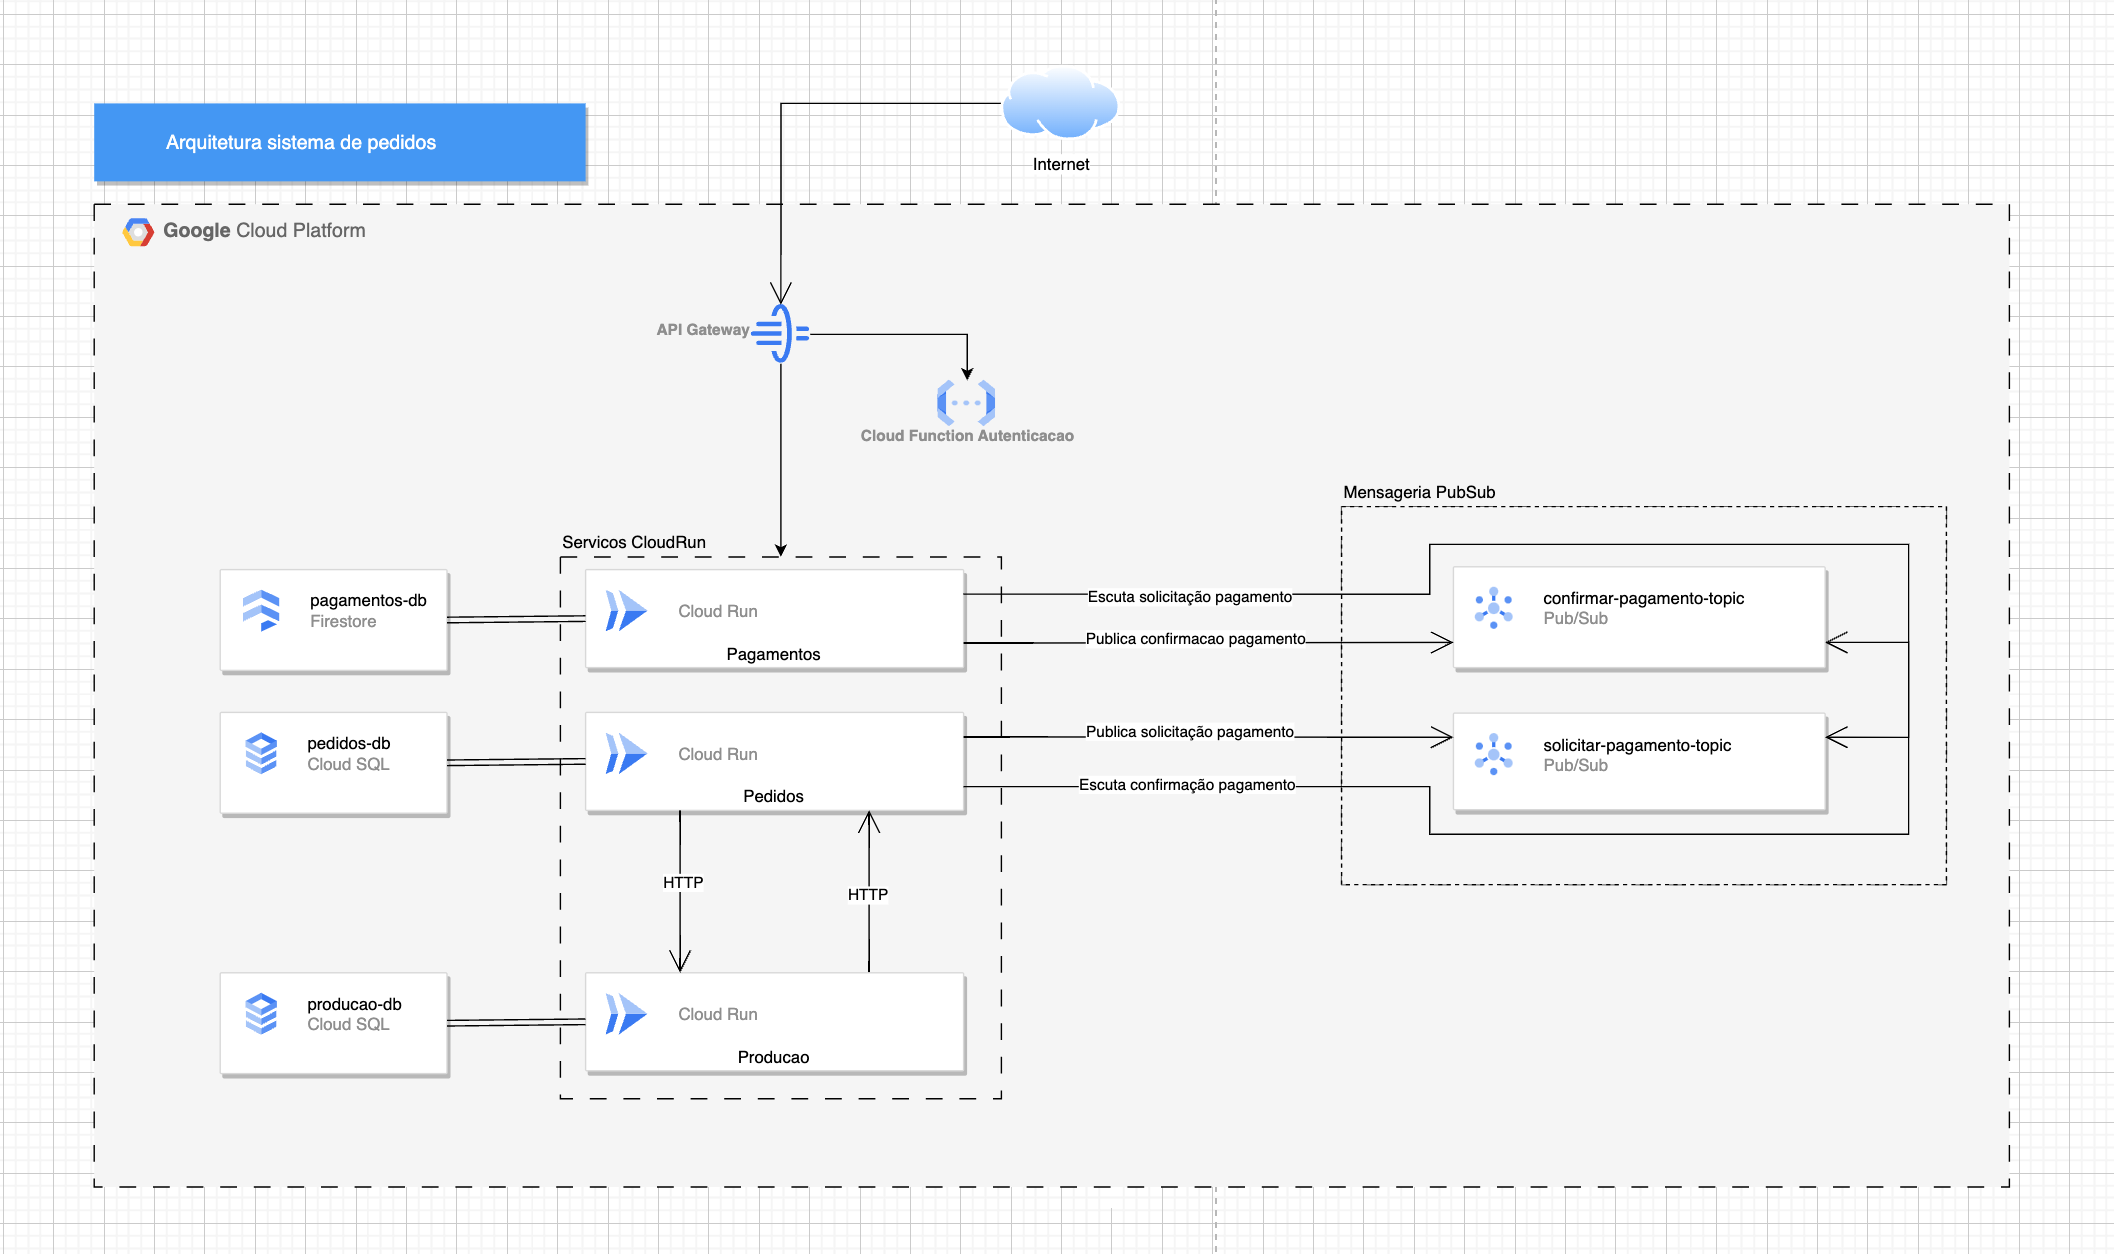 Arquitetura sistema de pedidos
Internet
Google Cloud Platform
API Gateway
Cloud Function Autenticacao
Mensageria PubSub
Servicos CloudRun
pagamentos-db
Firestore
Cloud Run
Pagamentos
Escuta solicitação pagamento
Publica confirmacao pagamento
confirmar-pagamento-topic
Pub/Sub
pedidos-db
Cloud SQL
Cloud Run
Pedidos
Publica solicitação pagamento
Escuta confirmação pagamento
solicitar-pagamento-topic
Pub/Sub
HTTP
HTTP
producao-db
Cloud SQL
Cloud Run
Producao